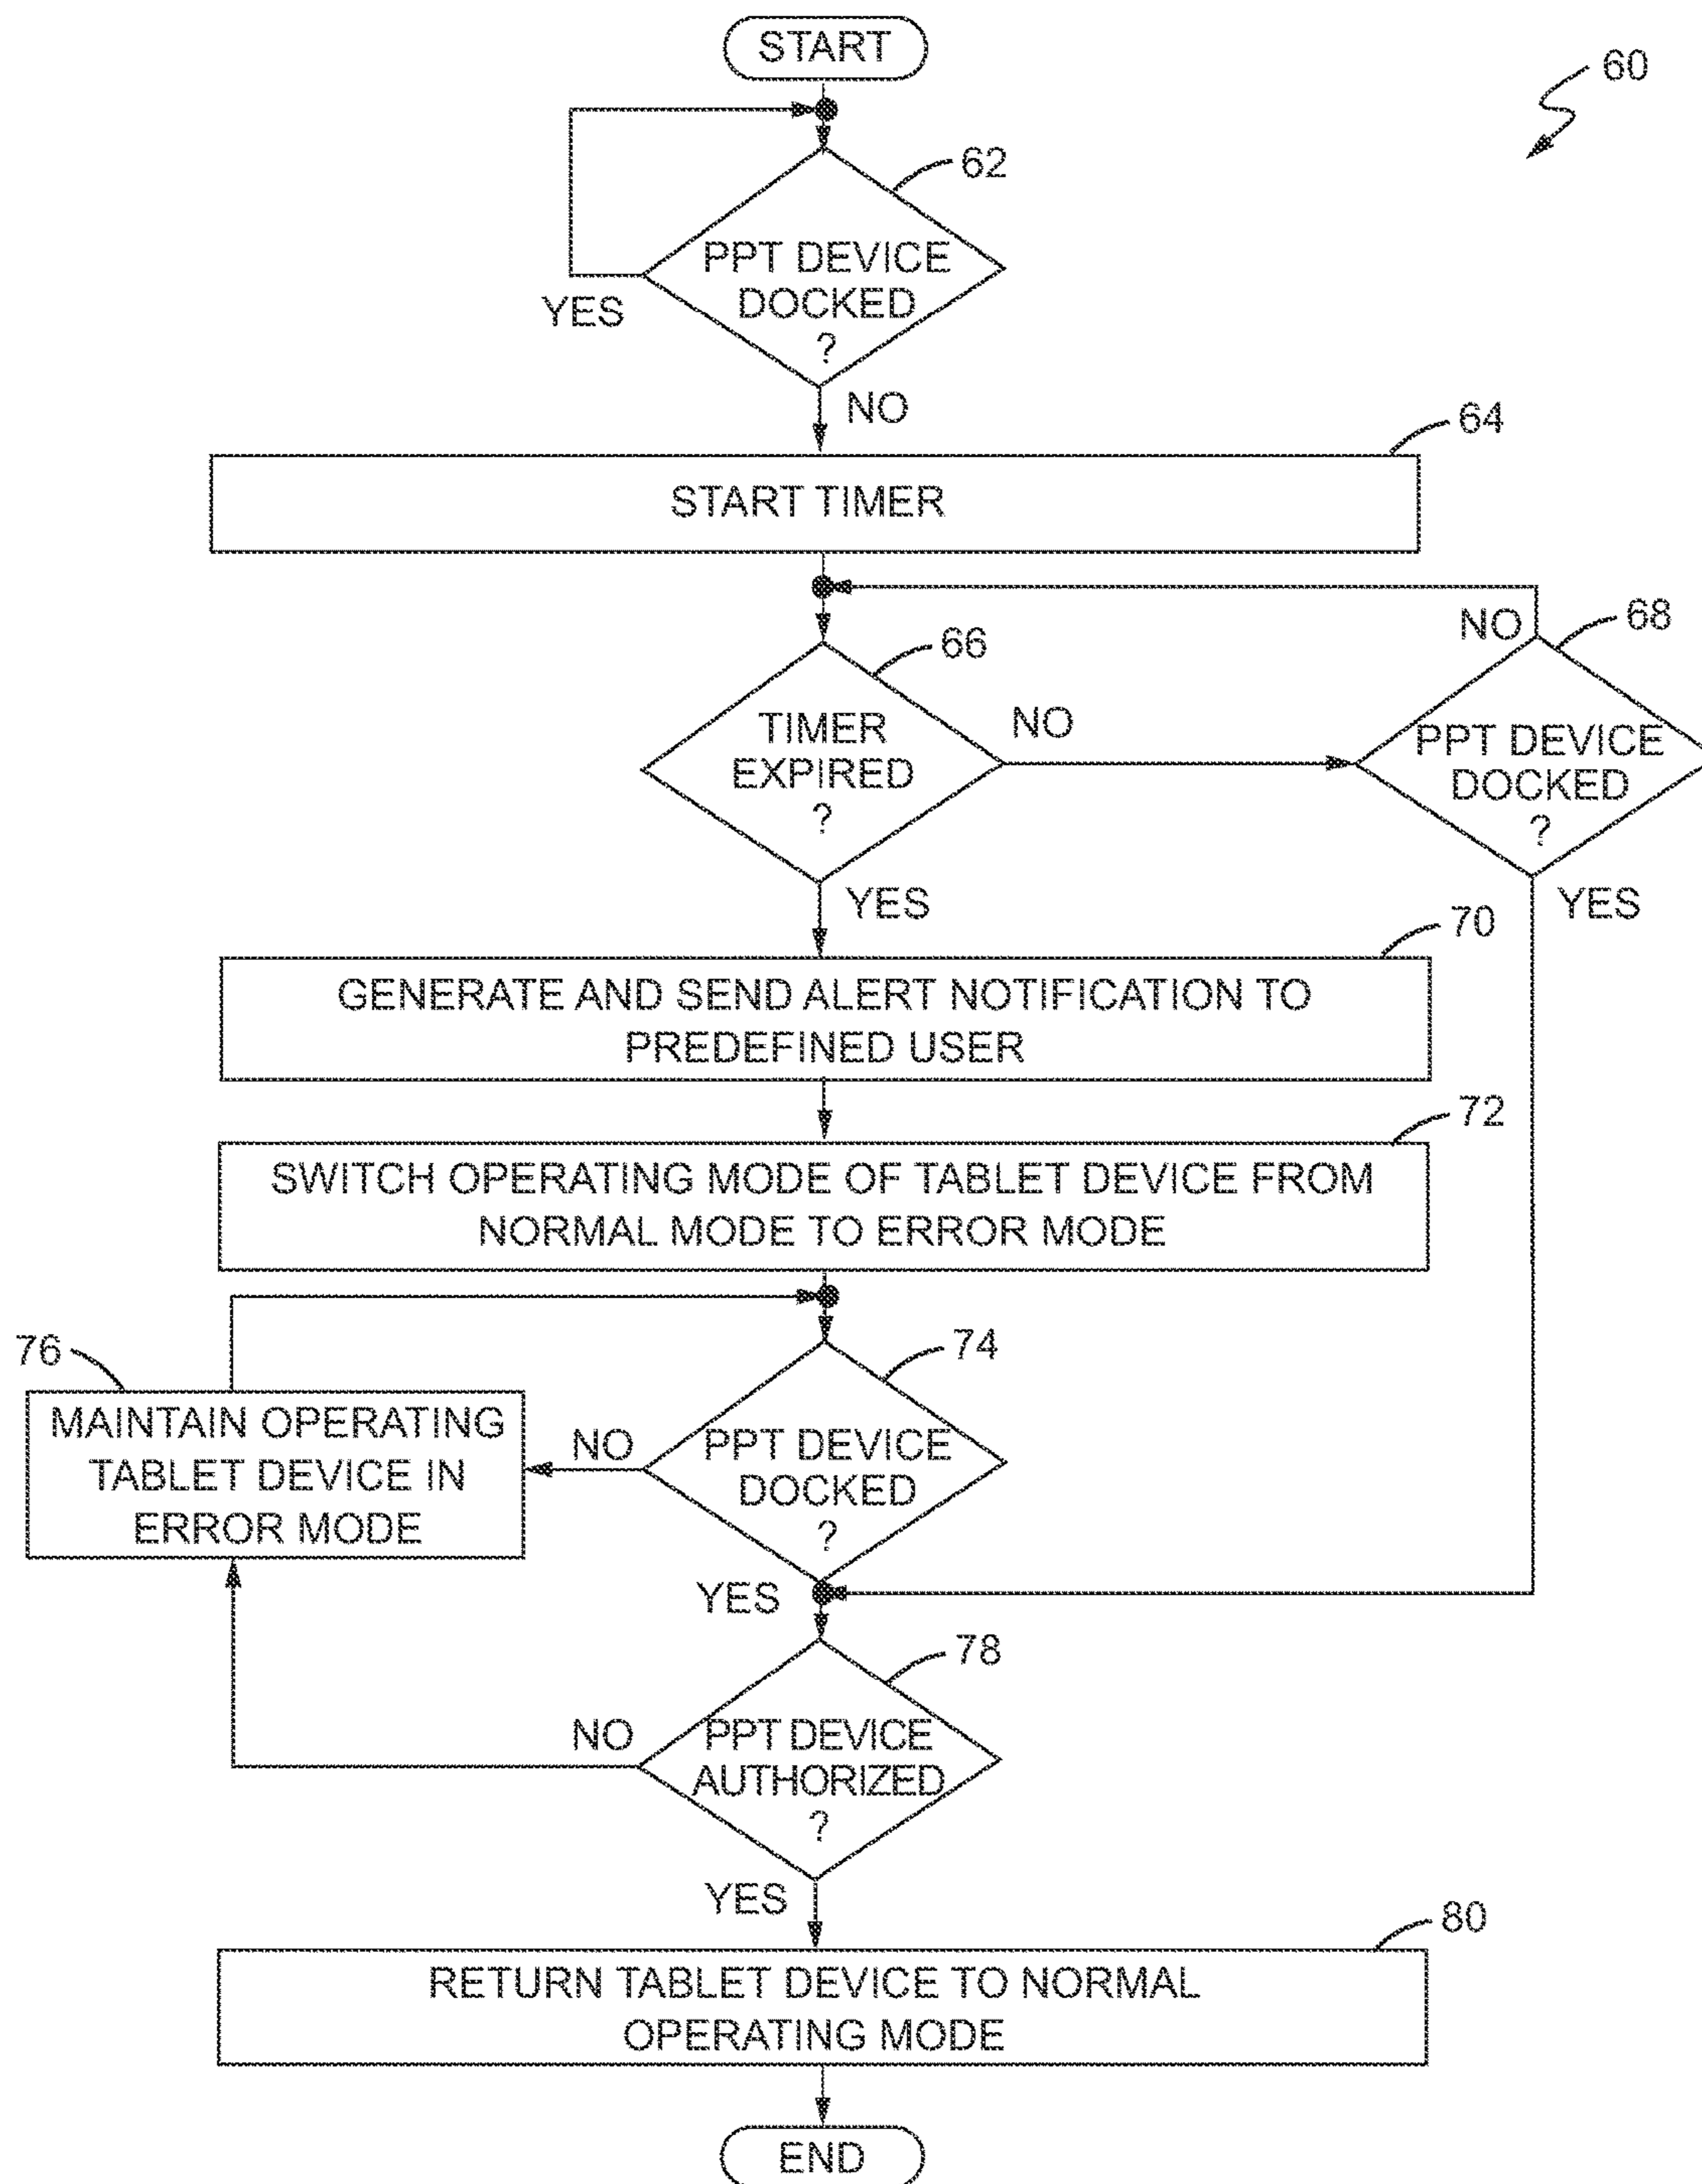 START
60
62
PPT DEVICE
DOCKED
?
YES
NO
64
START TIMER
66
TIMER
EXPIRED
?
NO
NO
68
PPT DEVICE
DOCKED
?
YES
YES
70
GENERATE AND SEND ALERT NOTIFICATION TO
PREDEFINED USER
72
SWITCH OPERATING MODE OF TABLET DEVICE FROM
NORMAL MODE TO ERROR MODE
74
76
MAINTAIN OPERATING
TABLET DEVICE IN
ERROR MODE
NO
PPT DEVICE
DOCKED
?
YES
78
NO
PPT DEVICE
AUTHORIZED
?
YES
80
RETURN TABLET DEVICE TO NORMAL
OPERATING MODE
END